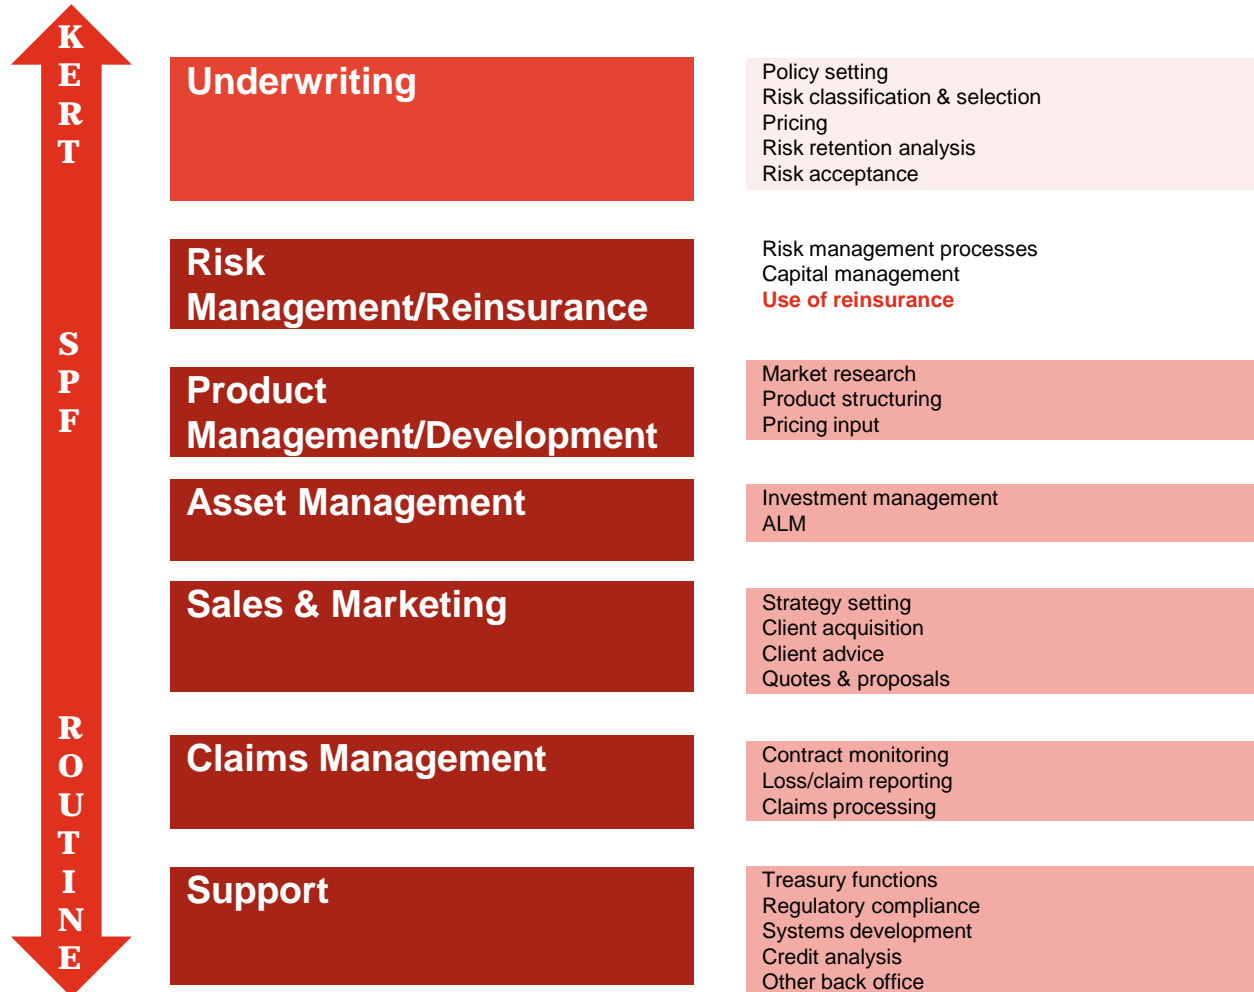 KERT
SPF
ROUTINE
Underwriting
Policy setting
Risk classification & selection
Pricing
Risk retention analysis
Risk acceptance
Risk
Management/Reinsurance
Risk management processes
Capital management
Use of reinsurance
Product
Management/Development
Market research
Product structuring
Pricing input
Asset Management
Investment management
ALM
Sales & Marketing
Strategy setting
Client acquisition
Client advice
Quotes & proposals
Claims Management
Contract monitoring
Loss/claim reporting
Claims processing
Support
Treasury functions
Regulatory compliance
Systems development
Credit analysis
Other back office